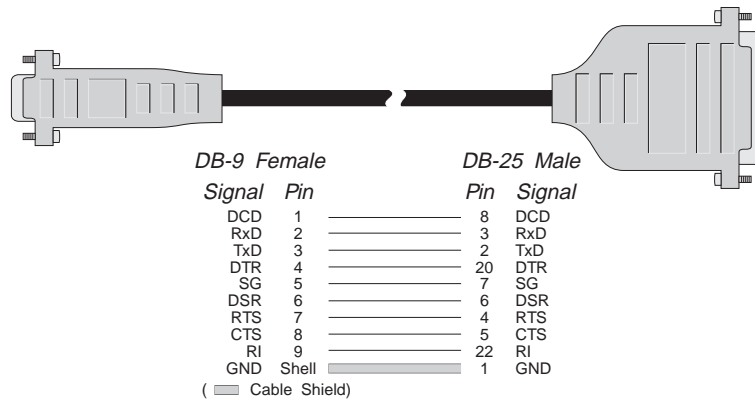 DB-9 Female DB-25 Male
Signal Pin Pin Signal
DCD 1 8 DCD
RxD 2 3 RxD
TxD 3 2 TxD
DTR 4 20 DTR
SG 5 7 SG
DSR 6 6 DSR
RTS 7 4 RTS
CTS 8 5 CTS
RI 9 22 RI
GND Shell 1 GND
( Cable Shield)